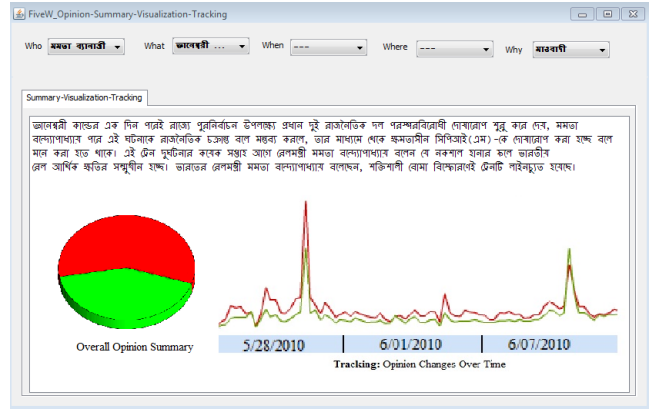 FiveW_Opinion-Summary-Visualization-Tracking
Who মমতা ব্যানার্জী What জ্ঞানেশ্বরী ... When --- Where --- Why মাওবাদী
Summary-Visualization-Tracking
জ্ঞানেশ্বরী কান্ডের এক দিন পরেই রাজ্যে পুরনির্বাচন উপলক্ষ্যে প্রধান দুই রাজনৈতিক দল পরস্পরবিরোধী দোষারোপ শুরু করে দেয়, মমতা
বন্দ্যোপাধ্যায় পরে এই ঘটনাকে রাজনৈতিক চক্রান্ত বলে মন্তব্য করলে, তার মাধ্যমে থেকে ক্ষমতাসীন সিপিআই(এম)-কে দোষারোপ করা হচ্ছে বলে
মনে করা হতে থাকে। এই ট্রেন দুর্ঘটনার কয়েক সপ্তাহ আগে রেলমন্ত্রী মমতা বন্দ্যোপাধ্যায় বলেন যে নকশাল হানার ফলে ভারতীয়
রেল আর্থিক ক্ষতির সম্মুখীন হচ্ছে। ভারতের রেলমন্ত্রী মমতা বন্দ্যোপাধ্যায় বলেছেন, শক্তিশালী বোমা বিস্ফোরণেই ট্রেনটি লাইনচ্যুত হয়েছে।
Overall Opinion Summary
5/28/2010 6/01/2010 6/07/2010
Tracking: Opinion Changes Over Time